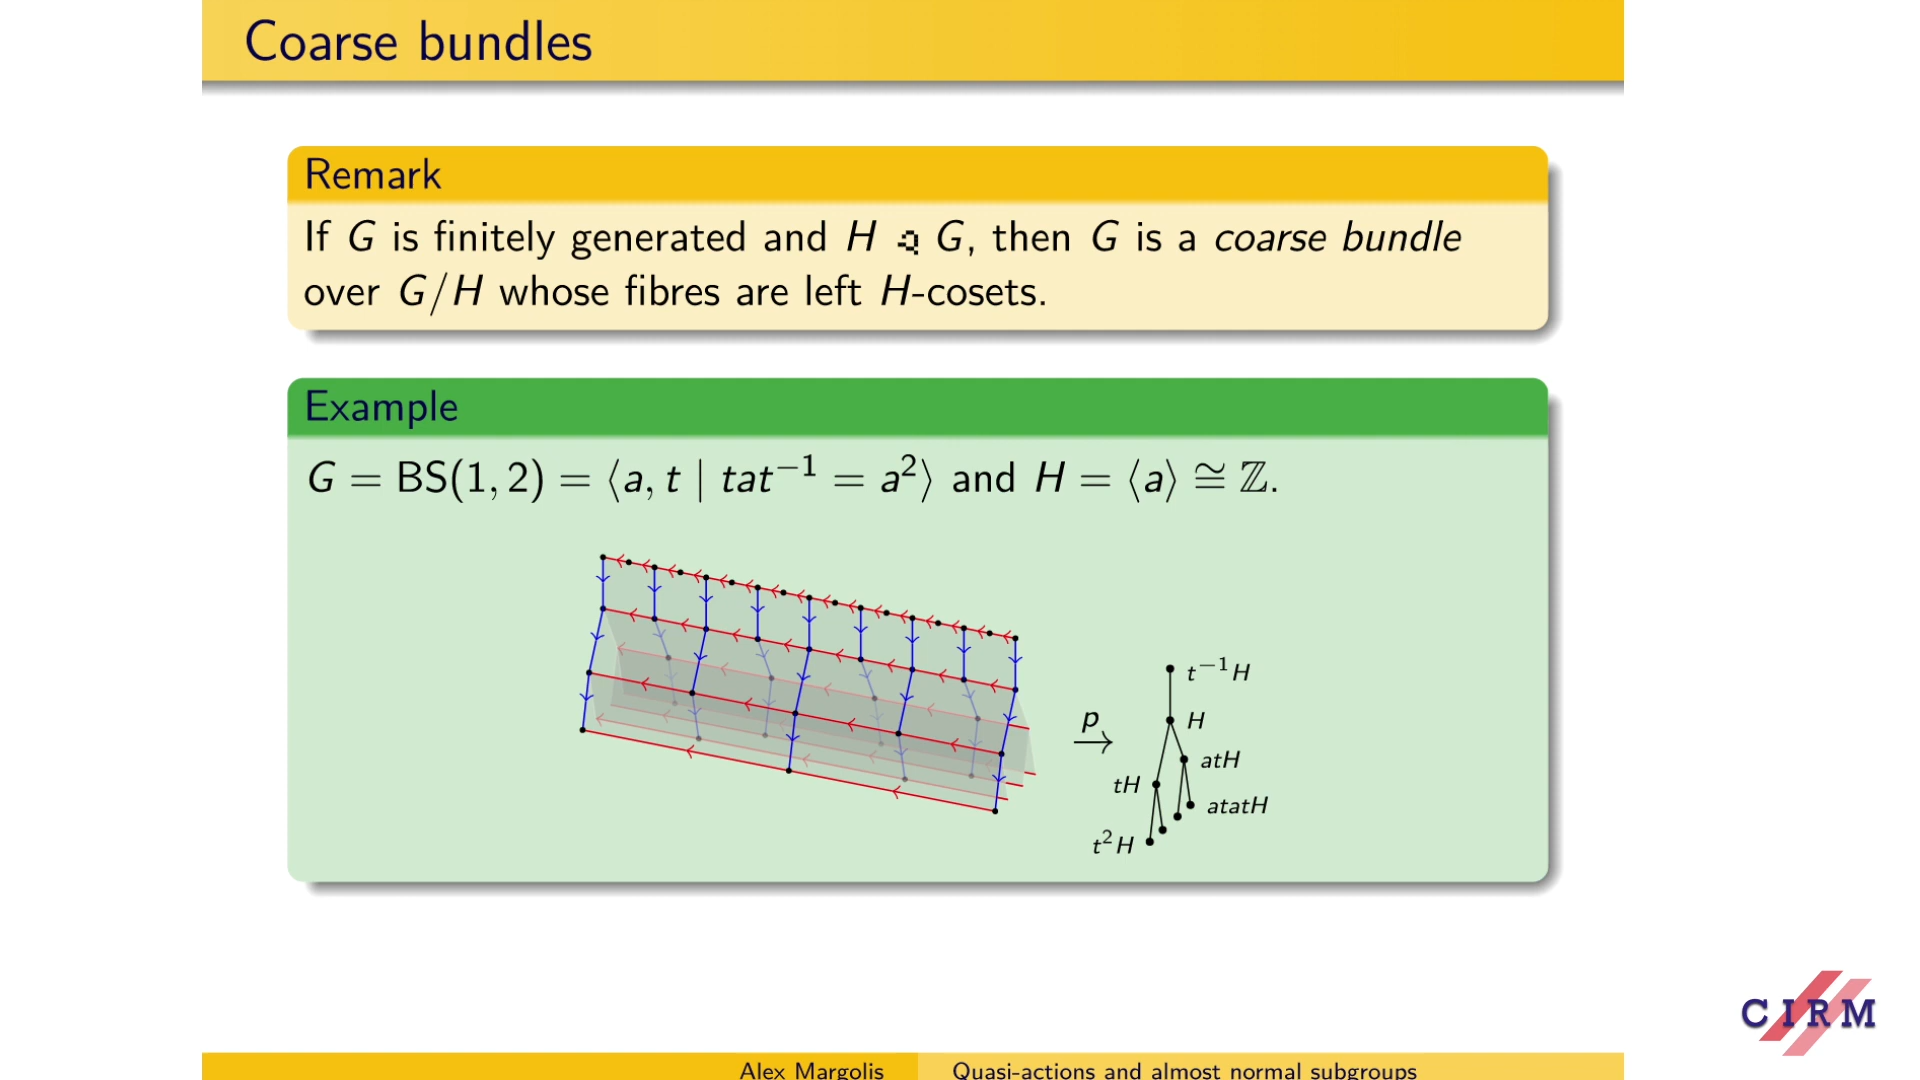 Coarse bundles
Remark
If G is finitely generated and H ⊴ G, then G is a coarse bundle
over G/H whose fibres are left H-cosets.
Example
G = BS(1, 2) = ⟨a, t | tat⁻¹ = a²⟩ and H = ⟨a⟩ ≅ ℤ.
p
t⁻¹H
H
atH
tH
atatH
t²H
CIRM
Alex Margolis
Quasi-actions and almost normal subgroups